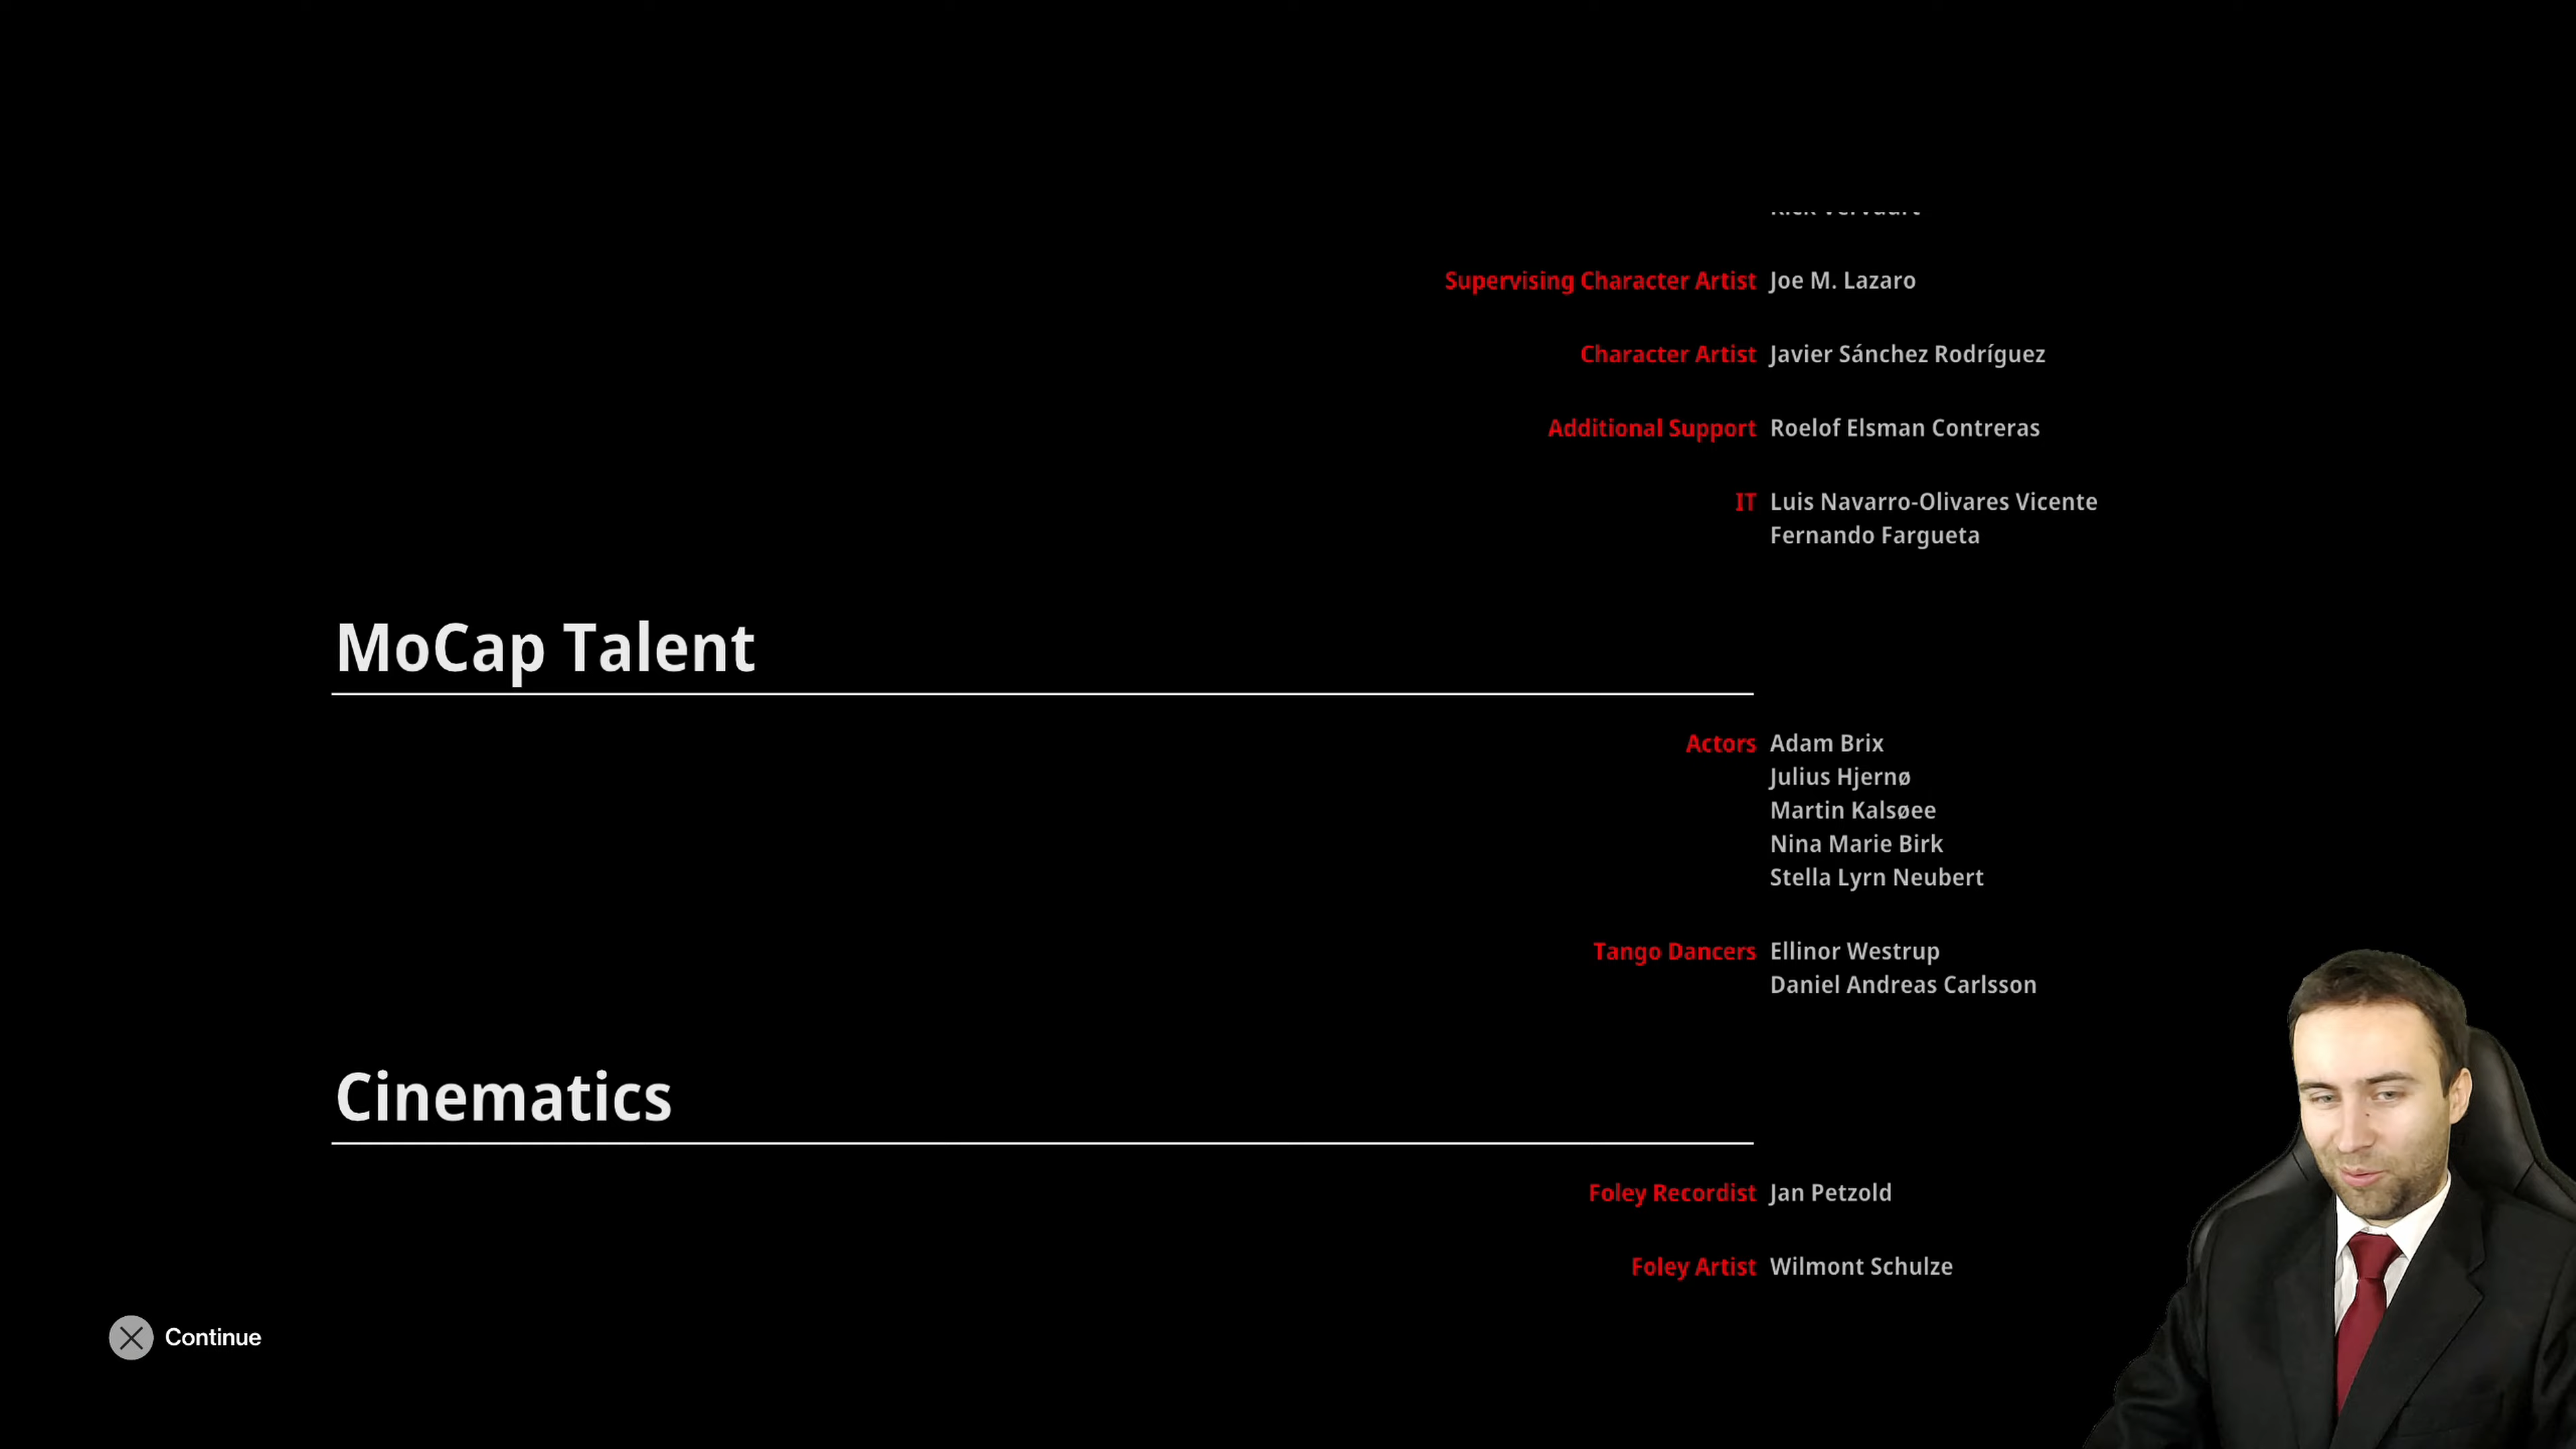 Supervising Character Artist Joe M. Lazaro
Character Artist Javier Sánchez Rodríguez
Additional Support Roelof Elsman Contreras
IT Luis Navarro-Olivares Vicente
Fernando Fargueta
MoCap Talent
Actors Adam Brix
Julius Hjernø
Martin Kalsøee
Nina Marie Birk
Stella Lyrn Neubert
Tango Dancers Ellinor Westrup
Daniel Andreas Carlsson
Cinematics
Foley Recordist Jan Petzold
Foley Artist Wilmont Schulze
Continue